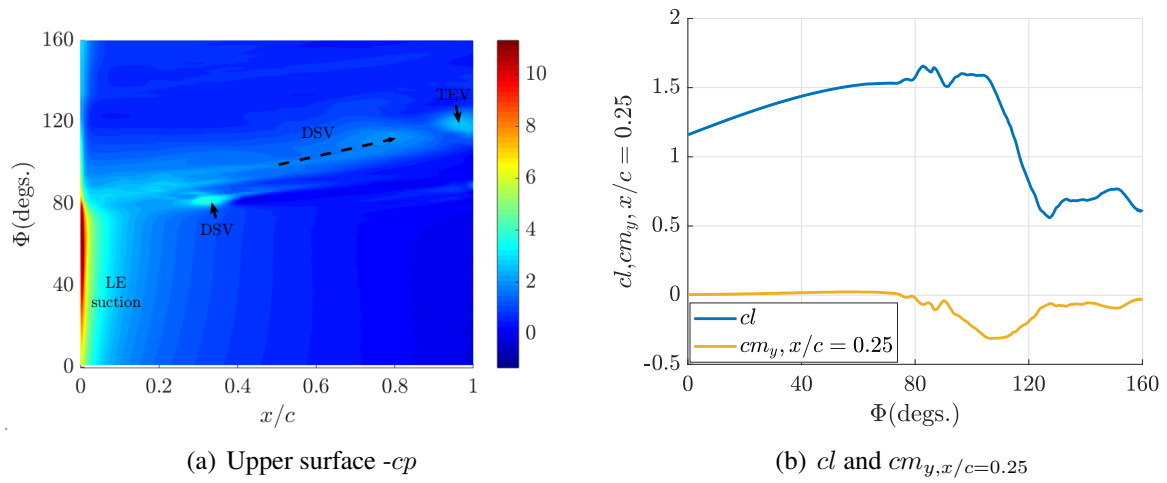 160
120
80
40
0
Φ(degs.)
TEV
DSV
DSV
LE
suction
0 0.2 0.4 0.6 0.8 1
x/c
10
8
6
4
2
0
(a) Upper surface -cp
2
1.5
1
0.5
0
-0.5
cl,cm_y, x/c = 0.25
cl
cm_y, x/c = 0.25
0 40 80 120 160
Φ(degs.)
(b) cl and cm_{y,x/c=0.25}